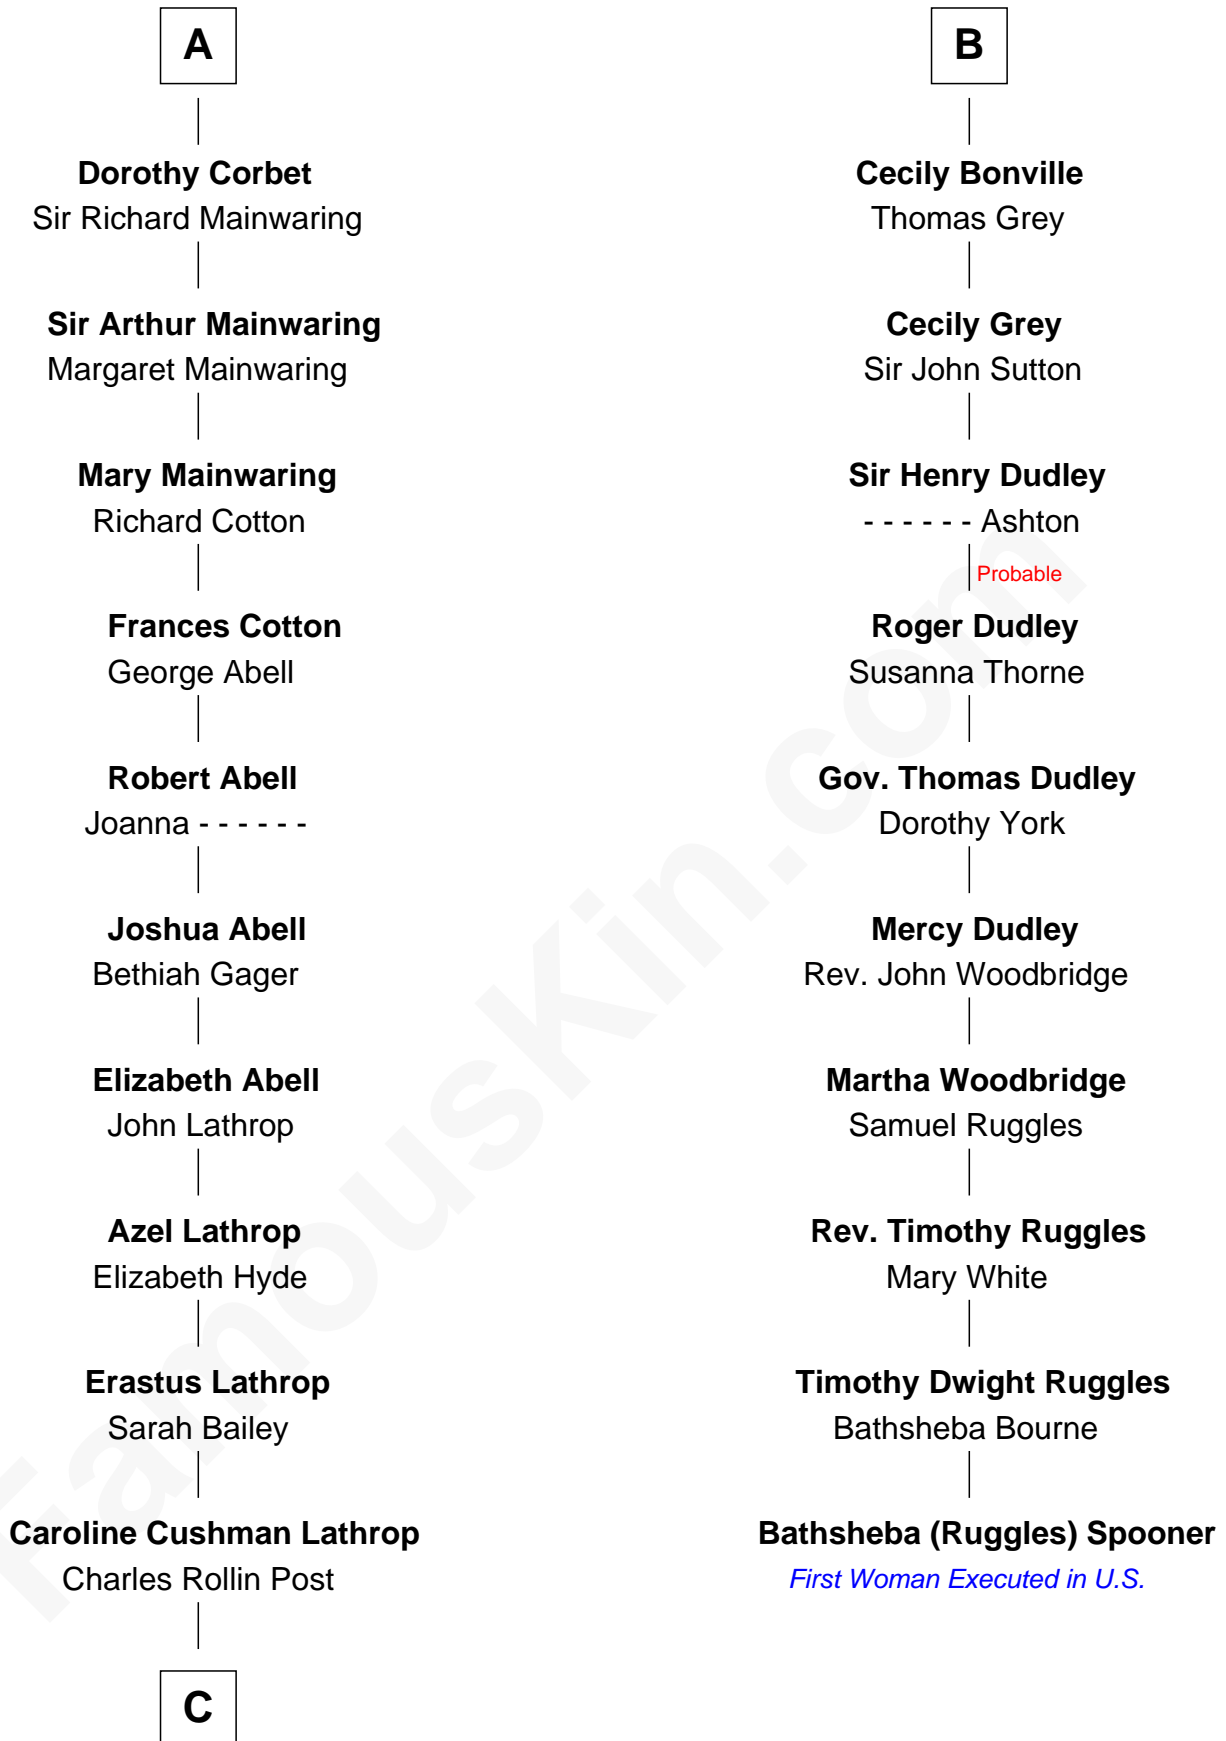 A
Dorothy Corbet
Sir Richard Mainwaring
Sir Arthur Mainwaring
Margaret Mainwaring
Mary Mainwaring
Richard Cotton
Frances Cotton
George Abell
Robert Abell
Joanna - - - - - -
Joshua Abell
Bethiah Gager
Elizabeth Abell
John Lathrop
Azel Lathrop
Elizabeth Hyde
Erastus Lathrop
Sarah Bailey
Caroline Cushman Lathrop
Charles Rollin Post
C
B
Cecily Bonville
Thomas Grey
Cecily Grey
Sir John Sutton
Sir Henry Dudley
- - - - - - Ashton
Probable
Roger Dudley
Susanna Thorne
Gov. Thomas Dudley
Dorothy York
Mercy Dudley
Rev. John Woodbridge
Martha Woodbridge
Samuel Ruggles
Rev. Timothy Ruggles
Mary White
Timothy Dwight Ruggles
Bathsheba Bourne
Bathsheba (Ruggles) Spooner
First Woman Executed in U.S.
FamousKin.com